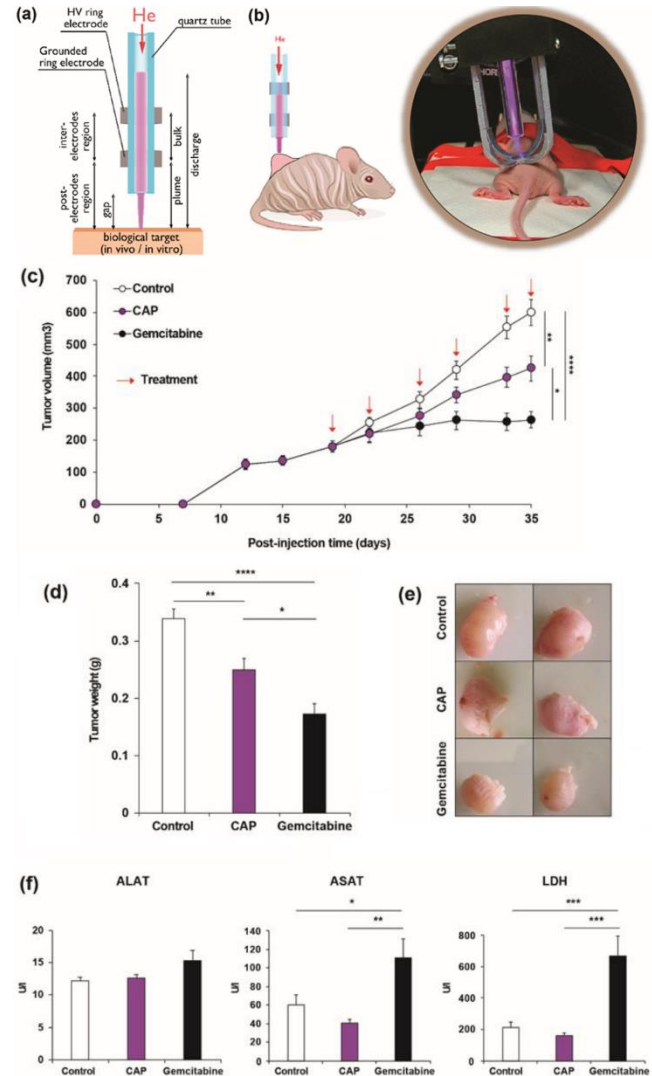 (a)
HV ring
electrode
He
quartz tube
Grounded
ring electrode
inter-
electrodes
region
post-
electrodes
region
gap
bulk
plume
discharge
biological target
(in vivo / in vitro)
(b)
He
HOR
(c)
Tumor volume (mm3)
700
600
500
400
300
200
100
0
Control
CAP
Gemcitabine
Treatment
**
*
****
0 5 10 15 20 25 30 35
Post-injection time (days)
(d)
Tumor weight (g)
0.4
0.3
0.2
0.1
0
****
**
*
Control CAP Gemcitabine
(e)
Control
CAP
Gemcitabine
(f)
ALAT
U/l
20
15
10
5
0
Control CAP Gemcitabine
ASAT
U/l
140
120
100
80
60
40
20
0
*
**
Control CAP Gemcitabine
LDH
U/l
800
600
400
200
0
***
***
Control CAP Gemcitabine